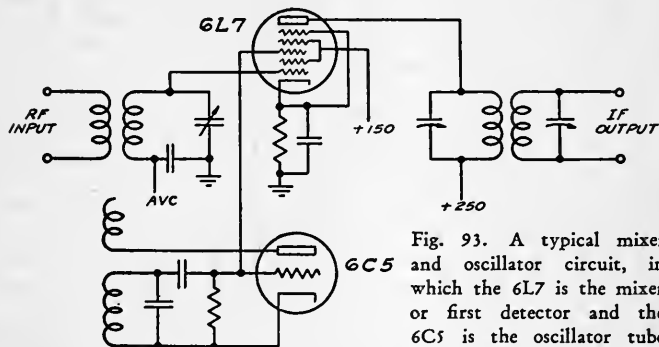 6L7
RF
INPUT
AVC
+150
+250
IF
OUTPUT
6C5
Fig. 93. A typical mixer
and oscillator circuit, in
which the 6L7 is the mixer
or first detector and the
6C5 is the oscillator tube